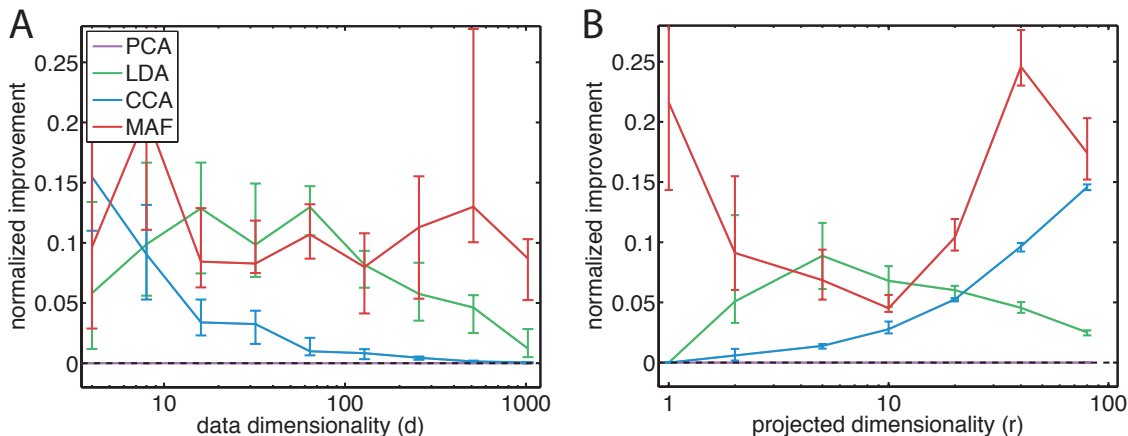 A
PCA
LDA
CCA
MAF
normalized improvement
0.25
0.2
0.15
0.1
0.05
0
10
100
1000
data dimensionality (d)
B
normalized improvement
0.25
0.2
0.15
0.1
0.05
0
1
10
100
projected dimensionality (r)